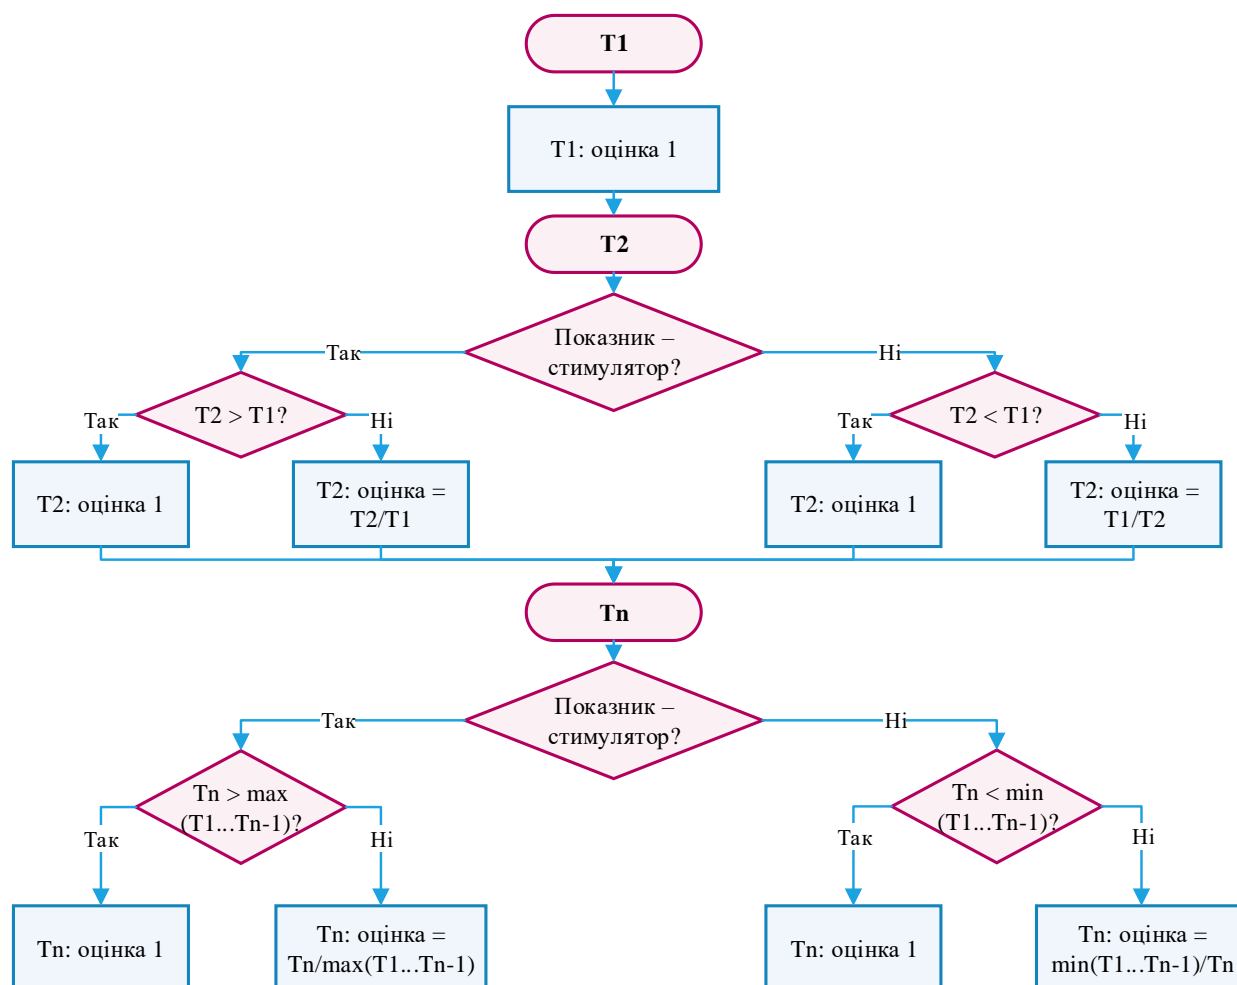 T1
T1: оцінка 1
T2
Показник –
стимулятор?
Так
Ні
T2 > T1?
T2 < T1?
Так
Ні
Так
Ні
T2: оцінка 1
T2: оцінка =
T2/T1
T2: оцінка 1
T2: оцінка =
T1/T2
Tn
Показник –
стимулятор?
Так
Ні
Tn > max
(T1...Tn-1)?
Tn < min
(T1...Tn-1)?
Так
Ні
Так
Ні
Tn: оцінка 1
Tn: оцінка =
Tn/max(T1...Tn-1)
Tn: оцінка 1
Tn: оцінка =
min(T1...Tn-1)/Tn